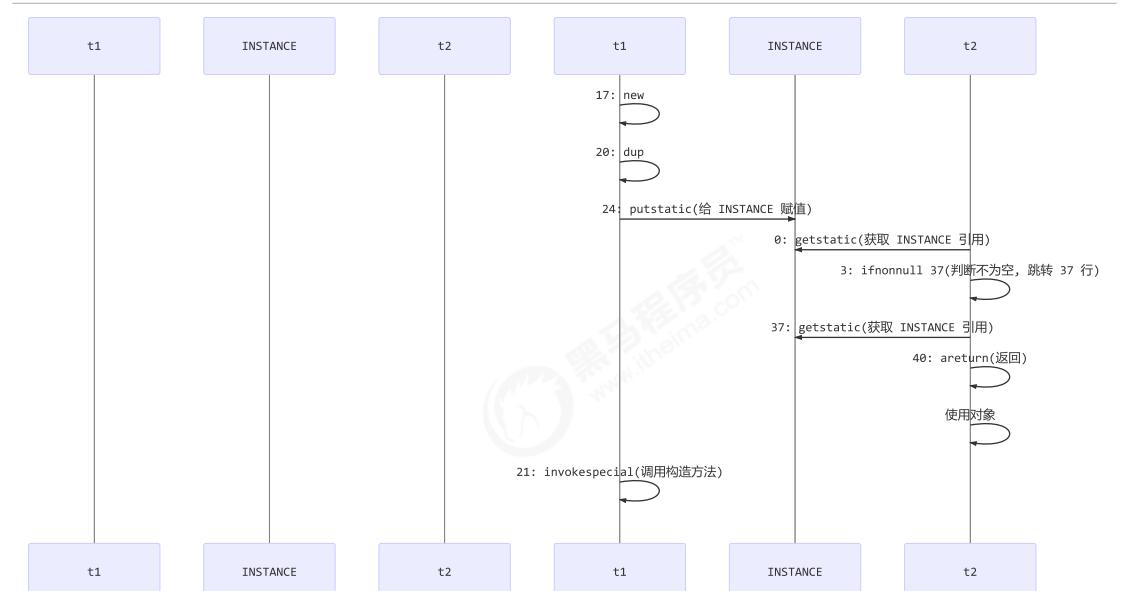 t1
INSTANCE
t2
t1
INSTANCE
t2
17: new
20: dup
24: putstatic(给 INSTANCE 赋值)
0: getstatic(获取 INSTANCE 引用)
3: ifnonnull 37(判断不为空, 跳转 37 行)
37: getstatic(获取 INSTANCE 引用)
40: areturn(返回)
使用对象
21: invokespecial(调用构造方法)
黑马程序员™
www.itheima.com
t1
INSTANCE
t2
t1
INSTANCE
t2